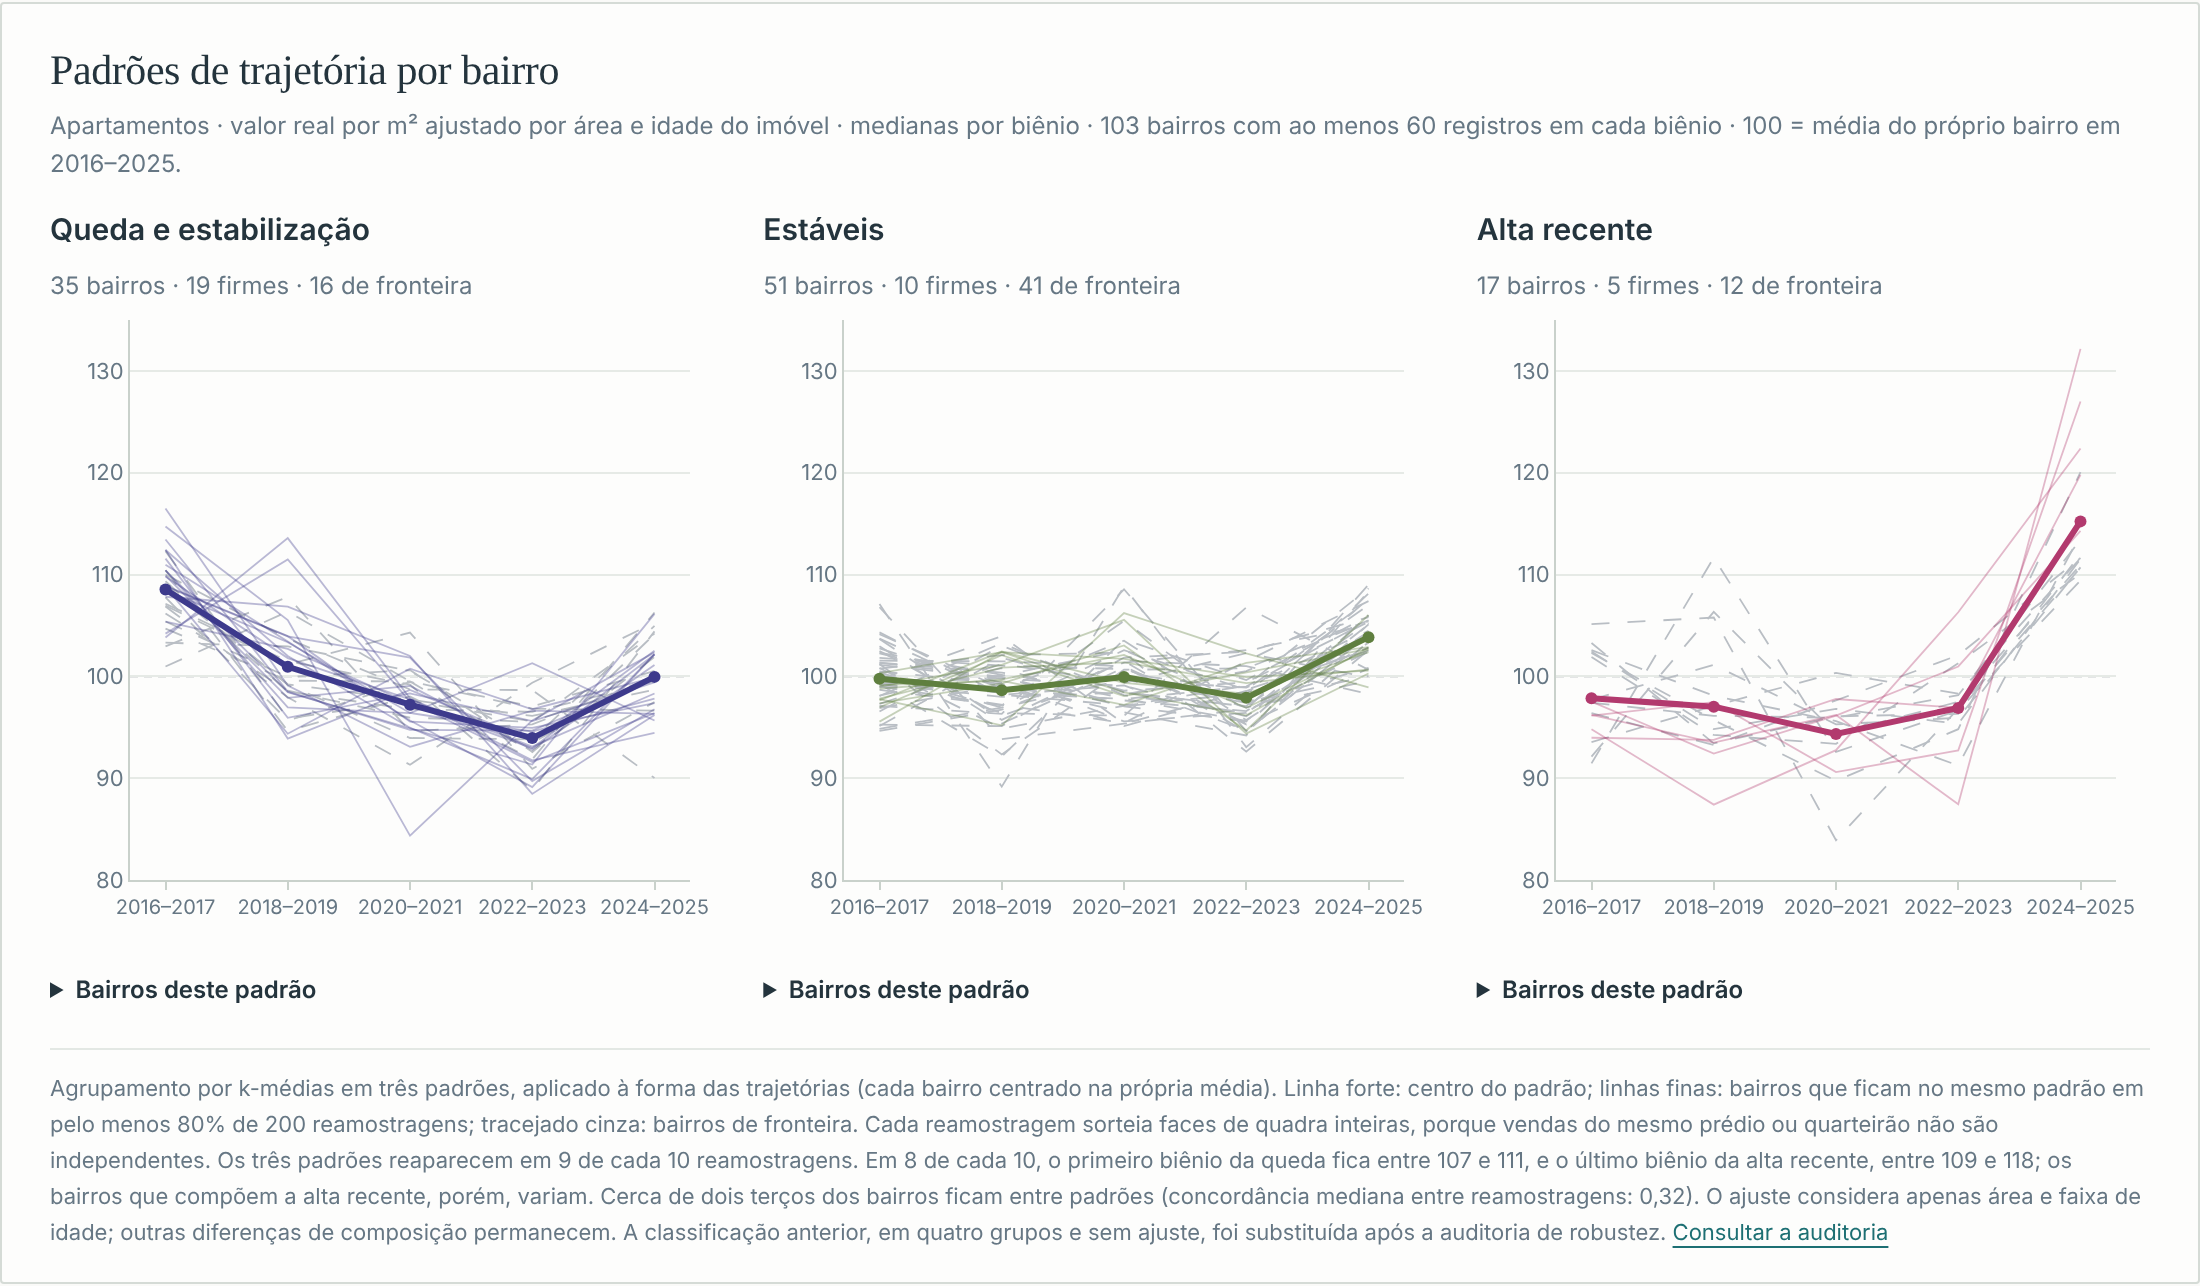 Padrões de trajetória por bairro
Apartamentos · valor real por m² ajustado por área e idade do imóvel · medianas por biênio · 103 bairros com ao menos 60 registros em cada biênio · 100 = média do próprio bairro em
2016–2025.
Queda e estabilização
35 bairros · 19 firmes · 16 de fronteira
130
120
110
100
90
80
2016–2017 2018–2019 2020–2021 2022–2023 2024–2025
▶ Bairros deste padrão
Estáveis
51 bairros · 10 firmes · 41 de fronteira
130
120
110
100
90
80
2016–2017 2018–2019 2020–2021 2022–2023 2024–2025
▶ Bairros deste padrão
Alta recente
17 bairros · 5 firmes · 12 de fronteira
130
120
110
100
90
80
2016–2017 2018–2019 2020–2021 2022–2023 2024–2025
▶ Bairros deste padrão
Agrupamento por k-médias em três padrões, aplicado à forma das trajetórias (cada bairro centrado na própria média). Linha forte: centro do padrão; linhas finas: bairros que ficam no mesmo padrão em
pelo menos 80% de 200 reamostragens; tracejado cinza: bairros de fronteira. Cada reamostragem sorteia faces de quadra inteiras, porque vendas do mesmo prédio ou quarteirão não são
independentes. Os três padrões reaparecem em 9 de cada 10 reamostragens. Em 8 de cada 10, o primeiro biênio da queda fica entre 107 e 111, e o último biênio da alta recente, entre 109 e 118; os
bairros que compõem a alta recente, porém, variam. Cerca de dois terços dos bairros ficam entre padrões (concordância mediana entre reamostragens: 0,32). O ajuste considera apenas área e faixa de
idade; outras diferenças de composição permanecem. A classificação anterior, em quatro grupos e sem ajuste, foi substituída após a auditoria de robustez. Consultar a auditoria